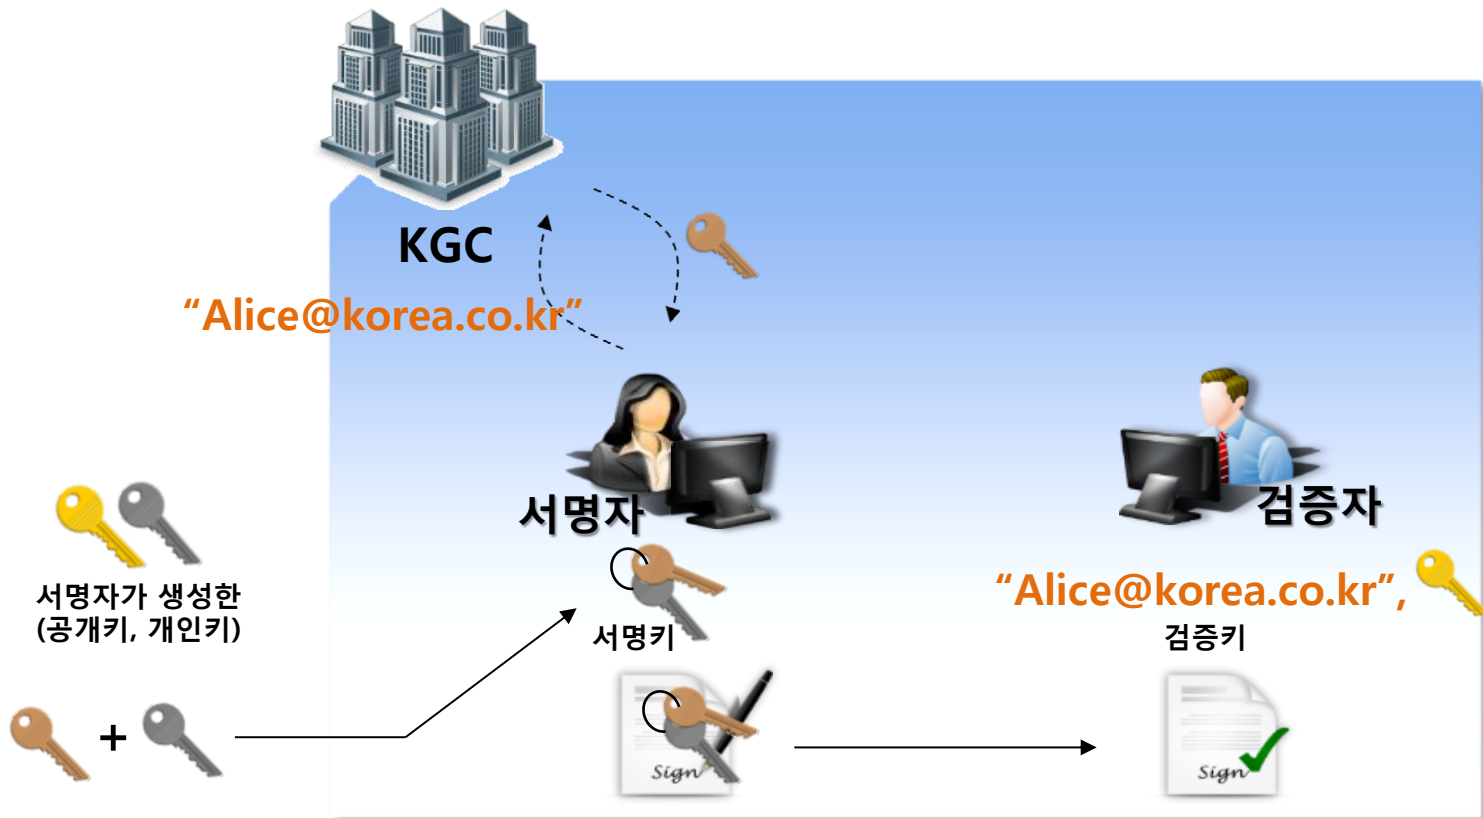 KGC
“Alice@korea.co.kr”
서명자
검증자
서명자가 생성한
(공개키, 개인키)
“Alice@korea.co.kr”,
서명키
검증키
+
Sign
Sign